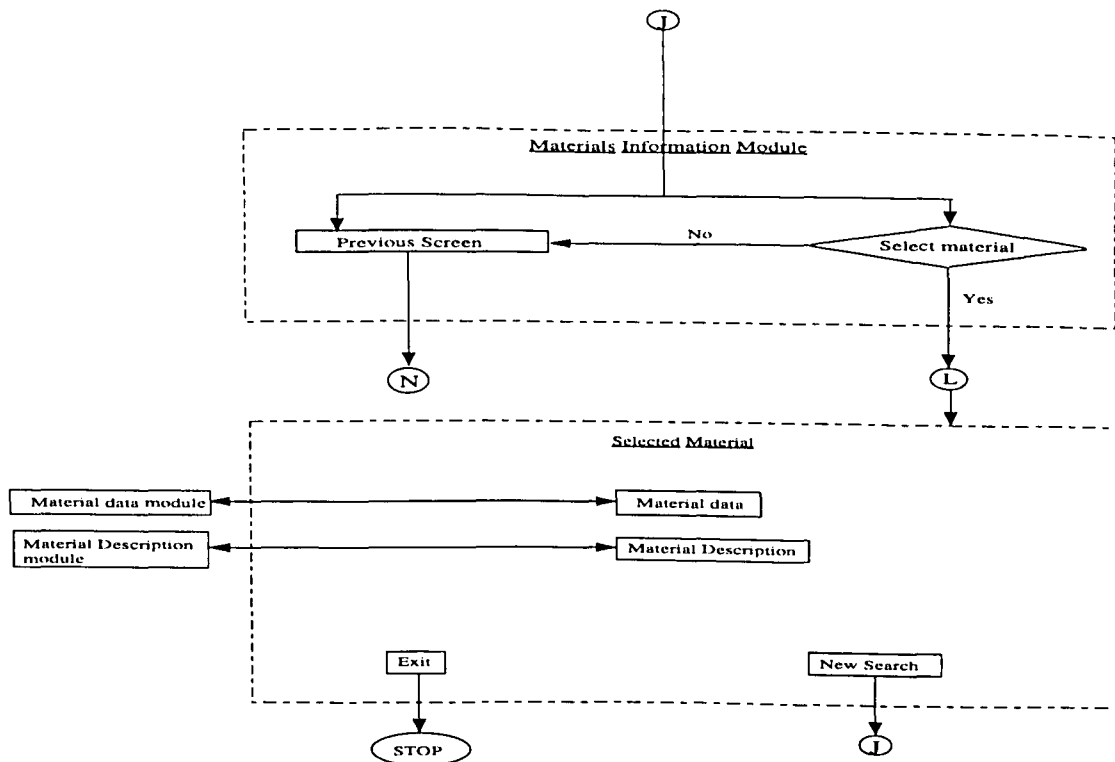 J
Materials Information Module
Previous Screen
No
Select material
Yes
N
L
Selected Material
Material data module
Material data
Material Description
module
Material Description
Exit
New Search
STOP
J